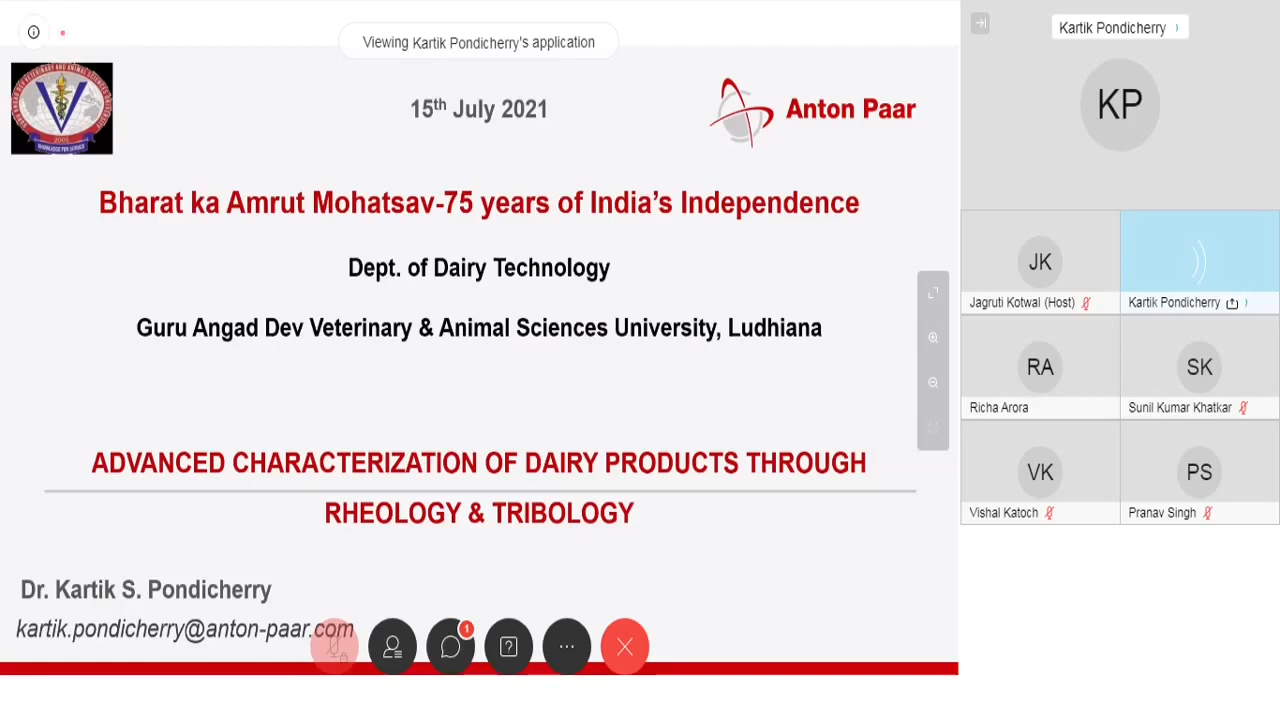 Viewing Kartik Pondicherry's application
15th July 2021
Anton Paar
Bharat ka Amrut Mohatsav-75 years of India's Independence
Dept. of Dairy Technology
Guru Angad Dev Veterinary & Animal Sciences University, Ludhiana
ADVANCED CHARACTERIZATION OF DAIRY PRODUCTS THROUGH
RHEOLOGY & TRIBOLOGY
Dr. Kartik S. Pondicherry
kartik.pondicherry@anton-paar.com
1
Kartik Pondicherry
KP
JK
Jagruti Kotwal (Host)
Kartik Pondicherry
RA
Richa Arora
SK
Sunil Kumar Khatkar
VK
Vishal Katoch
PS
Pranav Singh